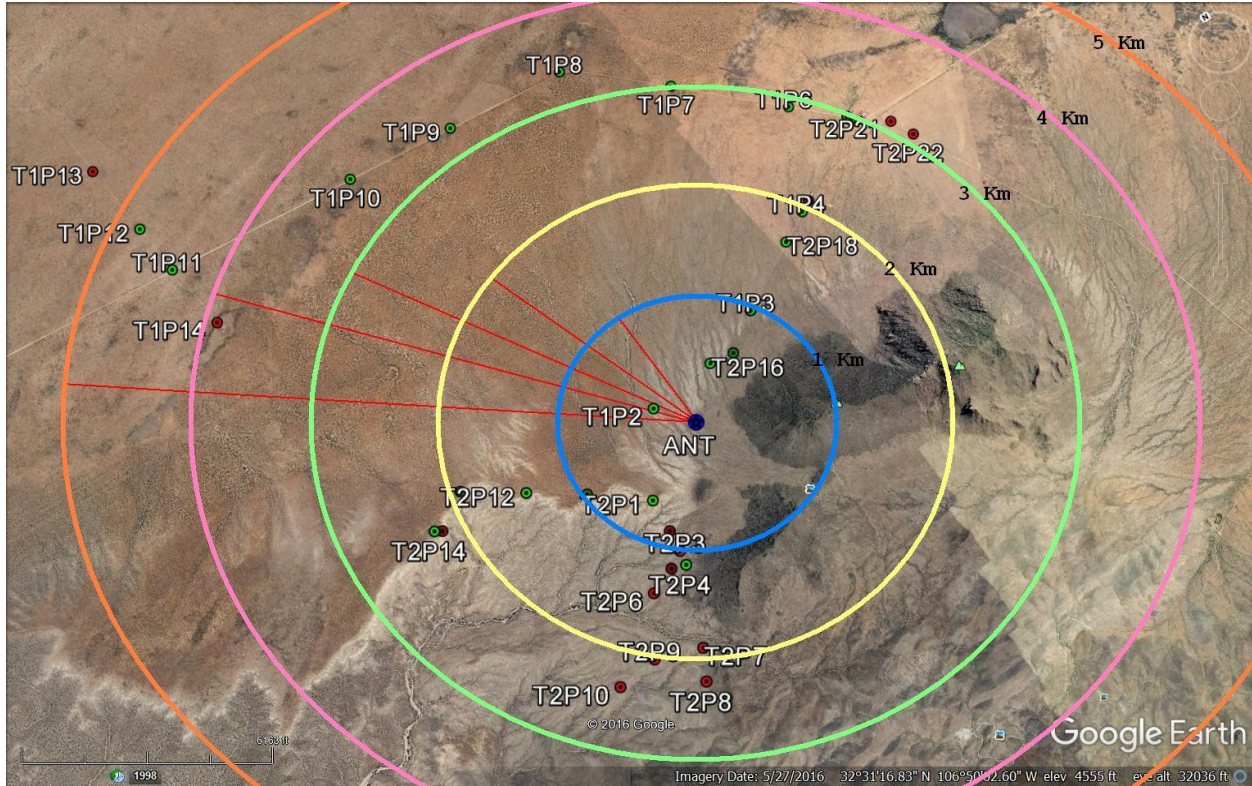 5 Km
T1P8
T1P7
T1P6
4 Km
T1P9
T2P21
T2P22
T1P13
T1P10
3 Km
T1P4
T1P12
T2P18
T1P11
2 Km
T1P3
T1P14
1 Km
T2P16
T1P2
ANT
T2P12
T2P1
T2P3
T2P14
T2P4
T2P6
T2P9
T2P7
T2P10
T2P8
© 2016 Google
Google Earth
1998
Imagery Date: 5/27/2016 32°31'16.83" N 106°50'02.60" W elev 4555 ft eye alt 32036 ft